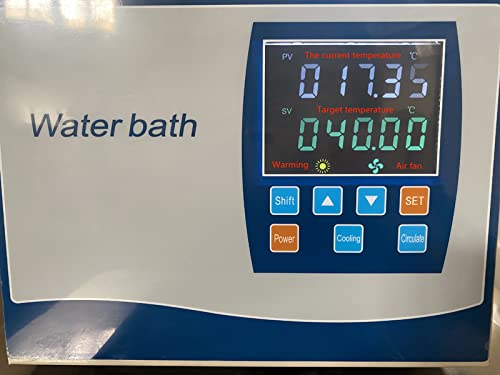 Water bath
PV The current temperature °C
017.35
SV Target temperature °C
040.00
Warming Air fan
Shift SET
Power Cooling Circulate